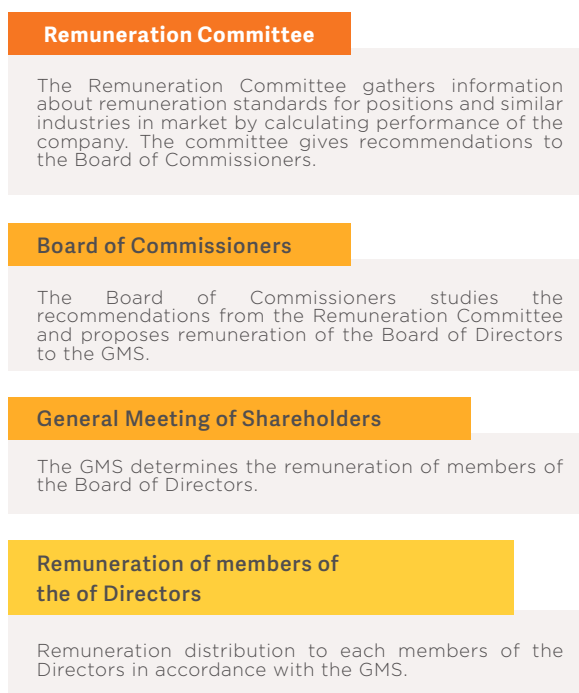 Remuneration Committee
The Remuneration Committee gathers information
about remuneration standards for positions and similar
industries in market by calculating performance of the
company. The committee gives recommendations to
the Board of Commissioners.
Board of Commissioners
The Board of Commissioners studies the
recommendations from the Remuneration Committee
and proposes remuneration of the Board of Directors
to the GMS.
General Meeting of Shareholders
The GMS determines the remuneration of members of
the Board of Directors.
Remuneration of members of
the of Directors
Remuneration distribution to each members of the
Directors in accordance with the GMS.